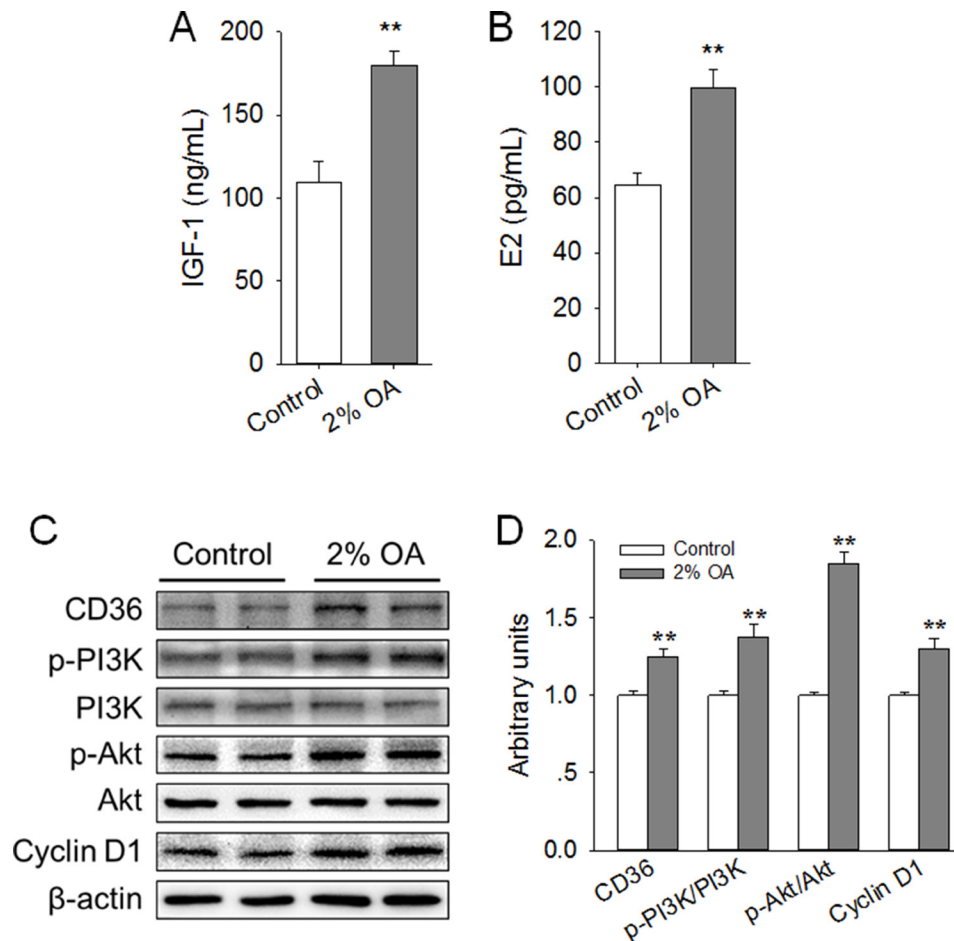 A
IGF-1 (ng/mL)
200
150
100
50
0
**
Control
2% OA
B
E2 (pg/mL)
120
100
80
60
40
20
0
**
Control
2% OA
C
Control 2% OA
CD36
p-PI3K
PI3K
p-Akt
Akt
Cyclin D1
β-actin
D
Arbitrary units
2.0
1.5
1.0
.5
0.0
Control
2% OA
**
**
**
**
CD36
p-PI3K/PI3K
p-Akt/Akt
Cyclin D1